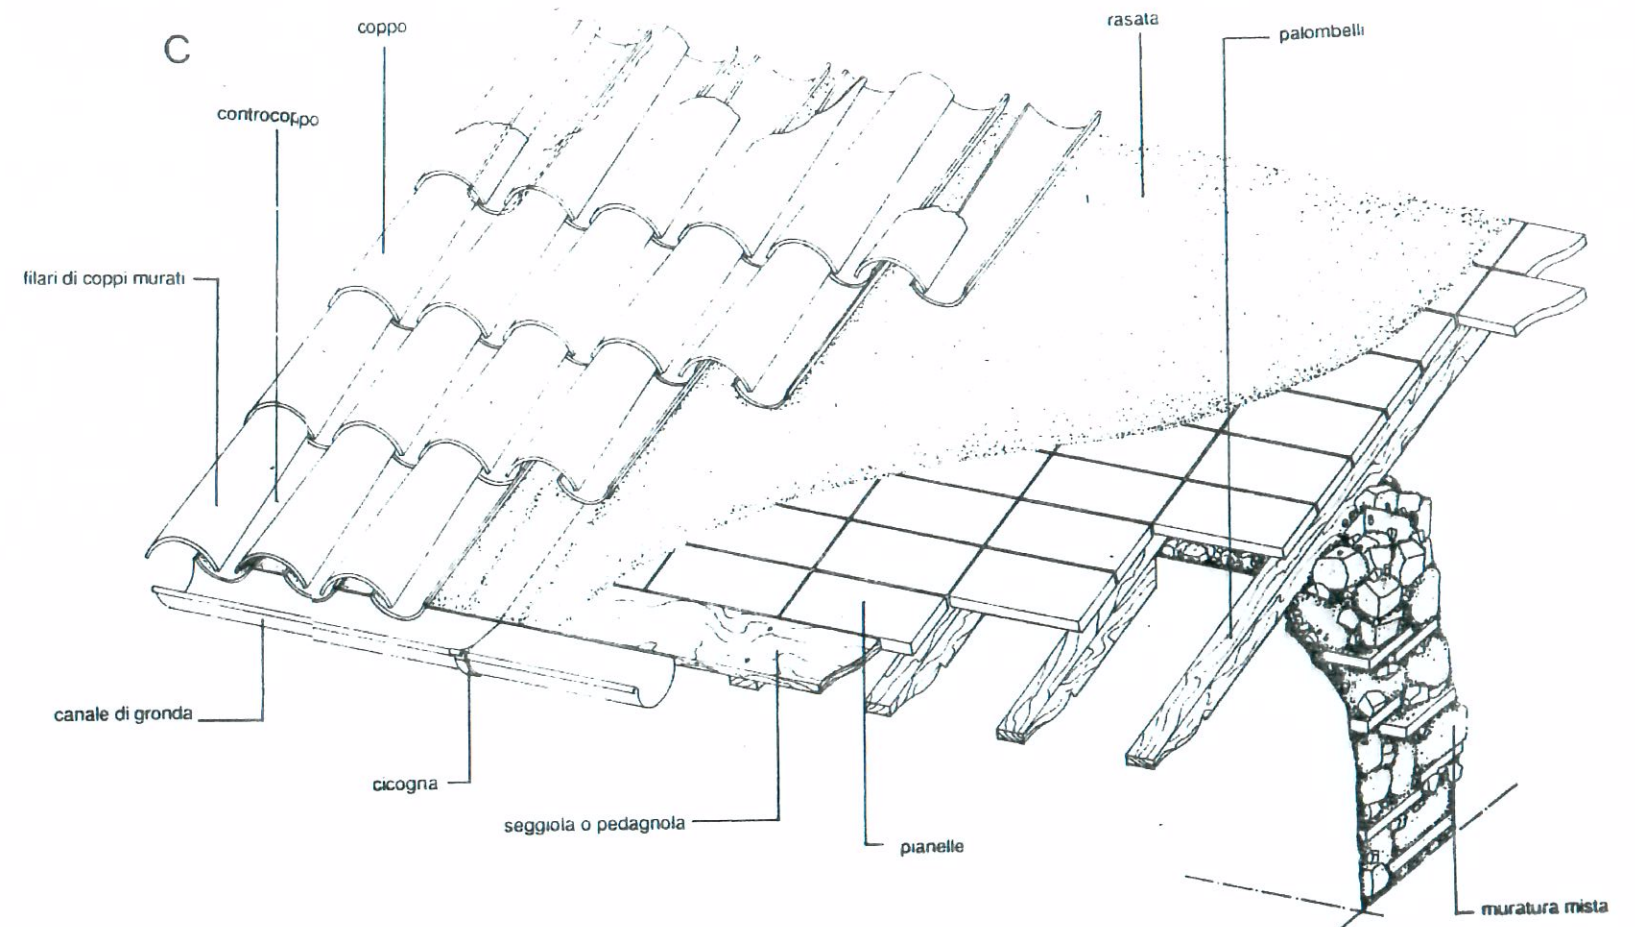 C
coppo
rasata
palombelli
controcoppo
filari di coppi murati
canale di gronda
cicogna
seggiola o pedagnola
pianelle
muratura mista